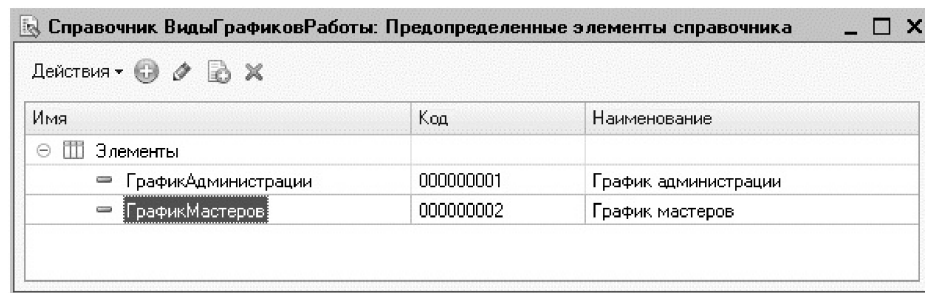 Справочник ВидыГрафиковРаботы: Предопределенные элементы справочника
Действия
Имя Код Наименование
Элементы
ГрафикАдминистрации 000000001 График администрации
ГрафикМастеров 000000002 График мастеров